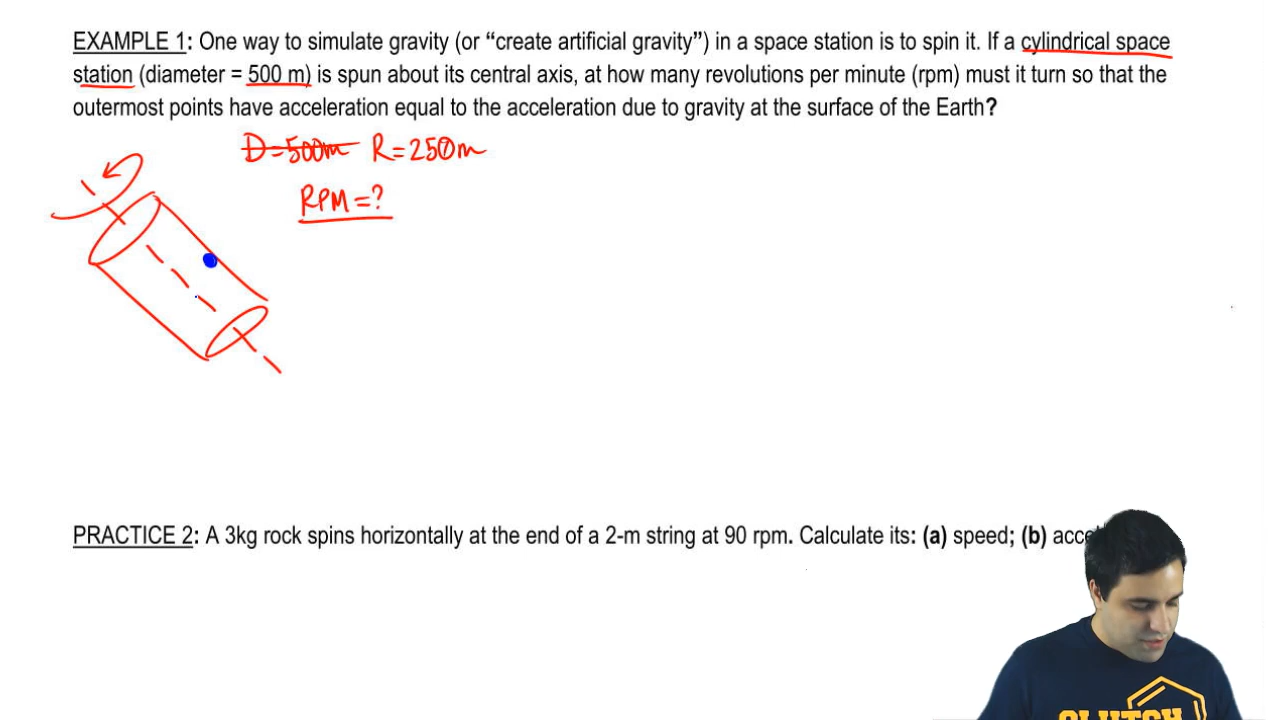 EXAMPLE 1: One way to simulate gravity (or “create artificial gravity”) in a space station is to spin it. If a cylindrical space
station (diameter = 500 m) is spun about its central axis, at how many revolutions per minute (rpm) must it turn so that the
outermost points have acceleration equal to the acceleration due to gravity at the surface of the Earth?
D=500m R=250m
RPM=?
PRACTICE 2: A 3kg rock spins horizontally at the end of a 2-m string at 90 rpm. Calculate its: (a) speed; (b)
CLUTCH